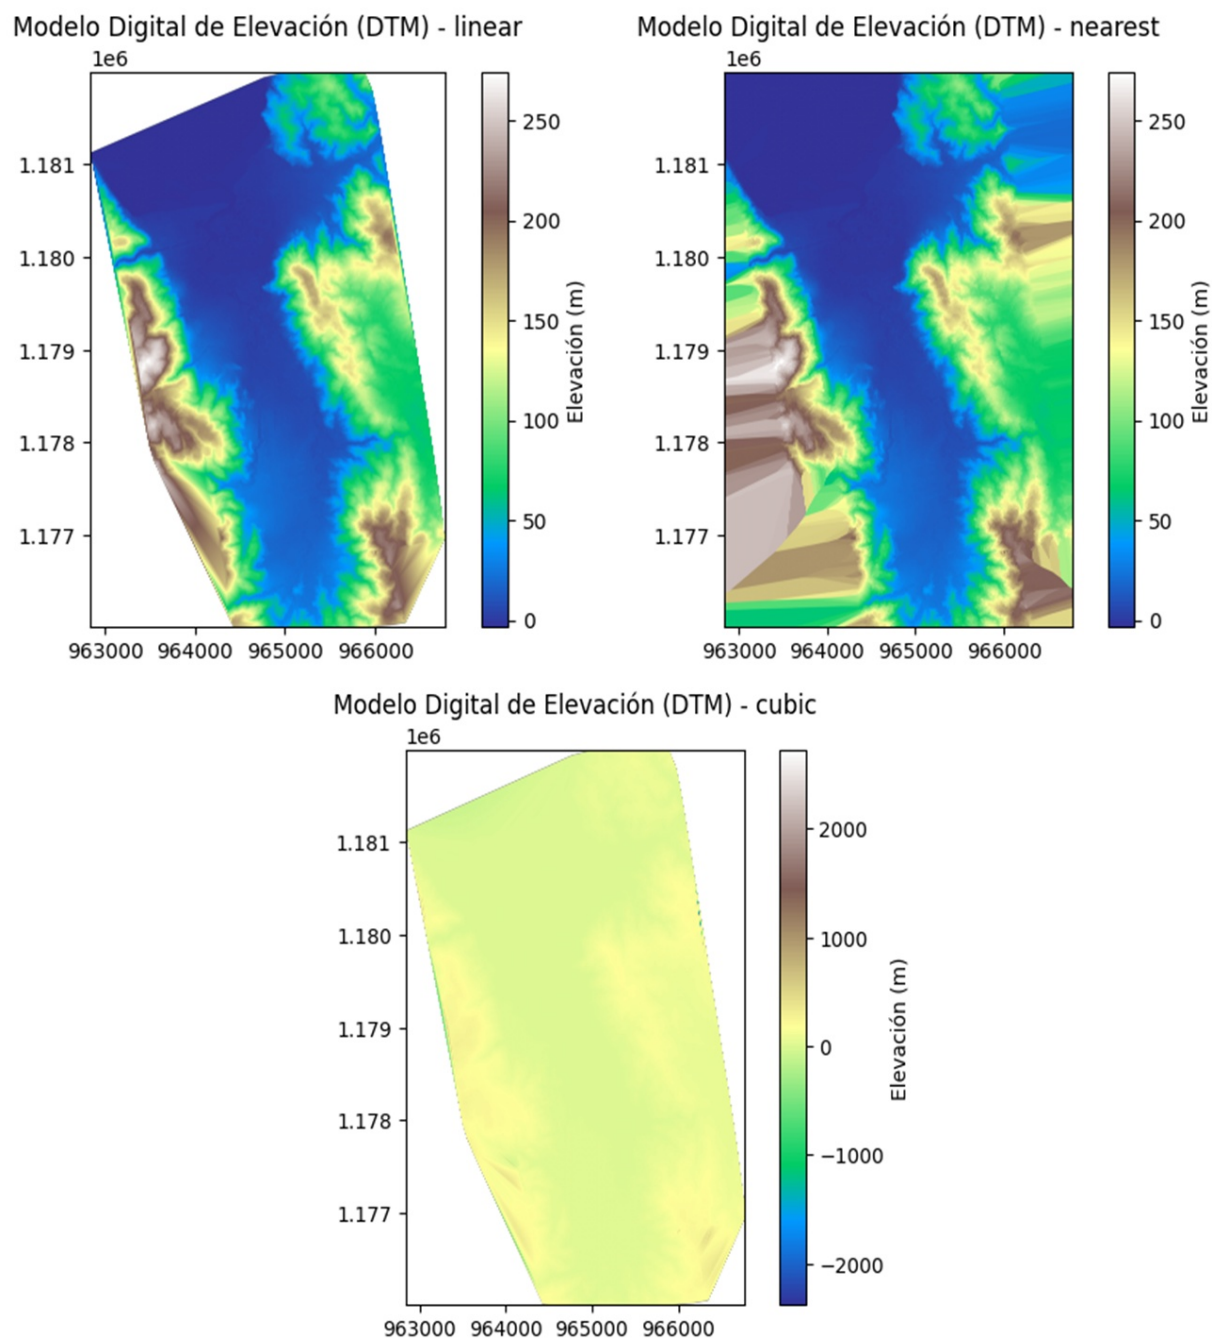 Modelo Digital de Elevación (DTM) - linear
1e6
1.181
1.180
1.179
1.178
1.177
963000 964000 965000 966000
250
200
150
100
50
0
Elevación (m)
Modelo Digital de Elevación (DTM) - nearest
1e6
1.181
1.180
1.179
1.178
1.177
963000 964000 965000 966000
250
200
150
100
50
0
Elevación (m)
Modelo Digital de Elevación (DTM) - cubic
1e6
1.181
1.180
1.179
1.178
1.177
963000 964000 965000 966000
2000
1000
0
−1000
−2000
Elevación (m)